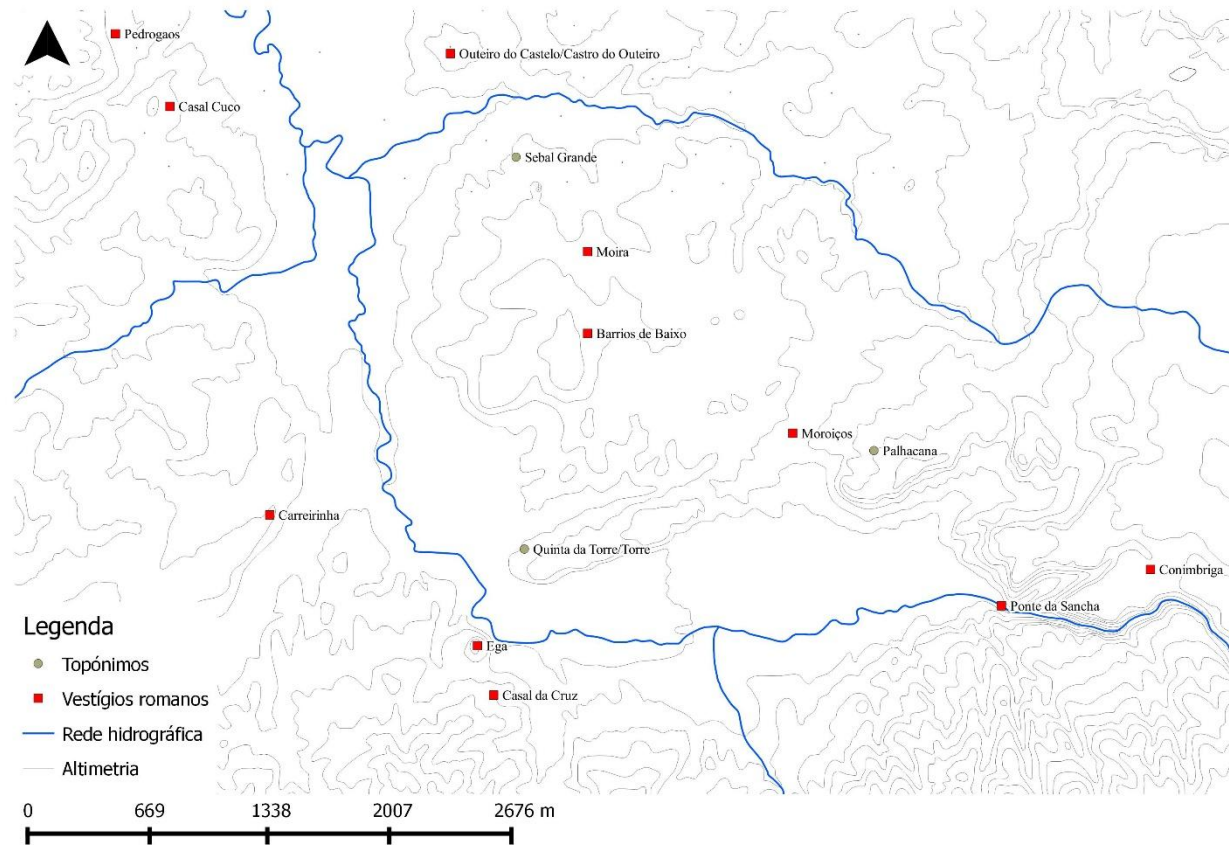 Pedrogaos
Outeiro do Castelo/Castro do Outeiro
Casal Cuco
Sebal Grande
Moira
Barrios de Baixo
Moroiços
Palhacana
Carreirinha
Quinta da Torre/Torre
Conimbriga
Ponte da Sancha
Ega
Casal da Cruz
Legenda
Topónimos
Vestígios romanos
Rede hidrográfica
Altimetria
0 669 1338 2007 2676 m